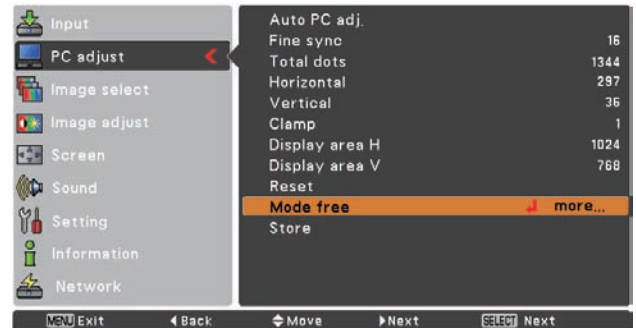 Input
PC adjust
Image select
Image adjust
Screen
Sound
Setting
Information
Network
Auto PC adj.
Fine sync 16
Total dots 1344
Horizontal 297
Vertical 36
Clamp 1
Display area H 1024
Display area V 768
Reset
Mode free more...
Store
MENU Exit Back Move Next SELECT Next